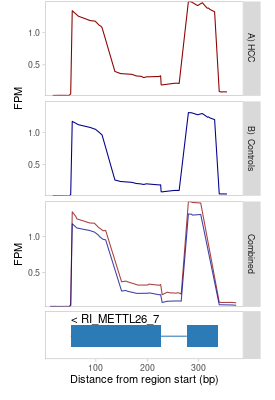 1.0
0.5
A) HCC
FPM
1.0
0.5
B) Controls
1.0
0.5
FPM
Combined
< RI_METTL26_7
100
200
300
Distance from region start (bp)